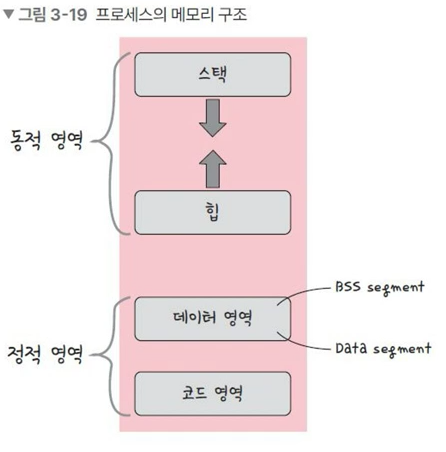 ▼ 그림 3-19 프로세스의 메모리 구조
스택
동적 영역
힙
BSS segment
데이터 영역
정적 영역
Data segment
코드 영역